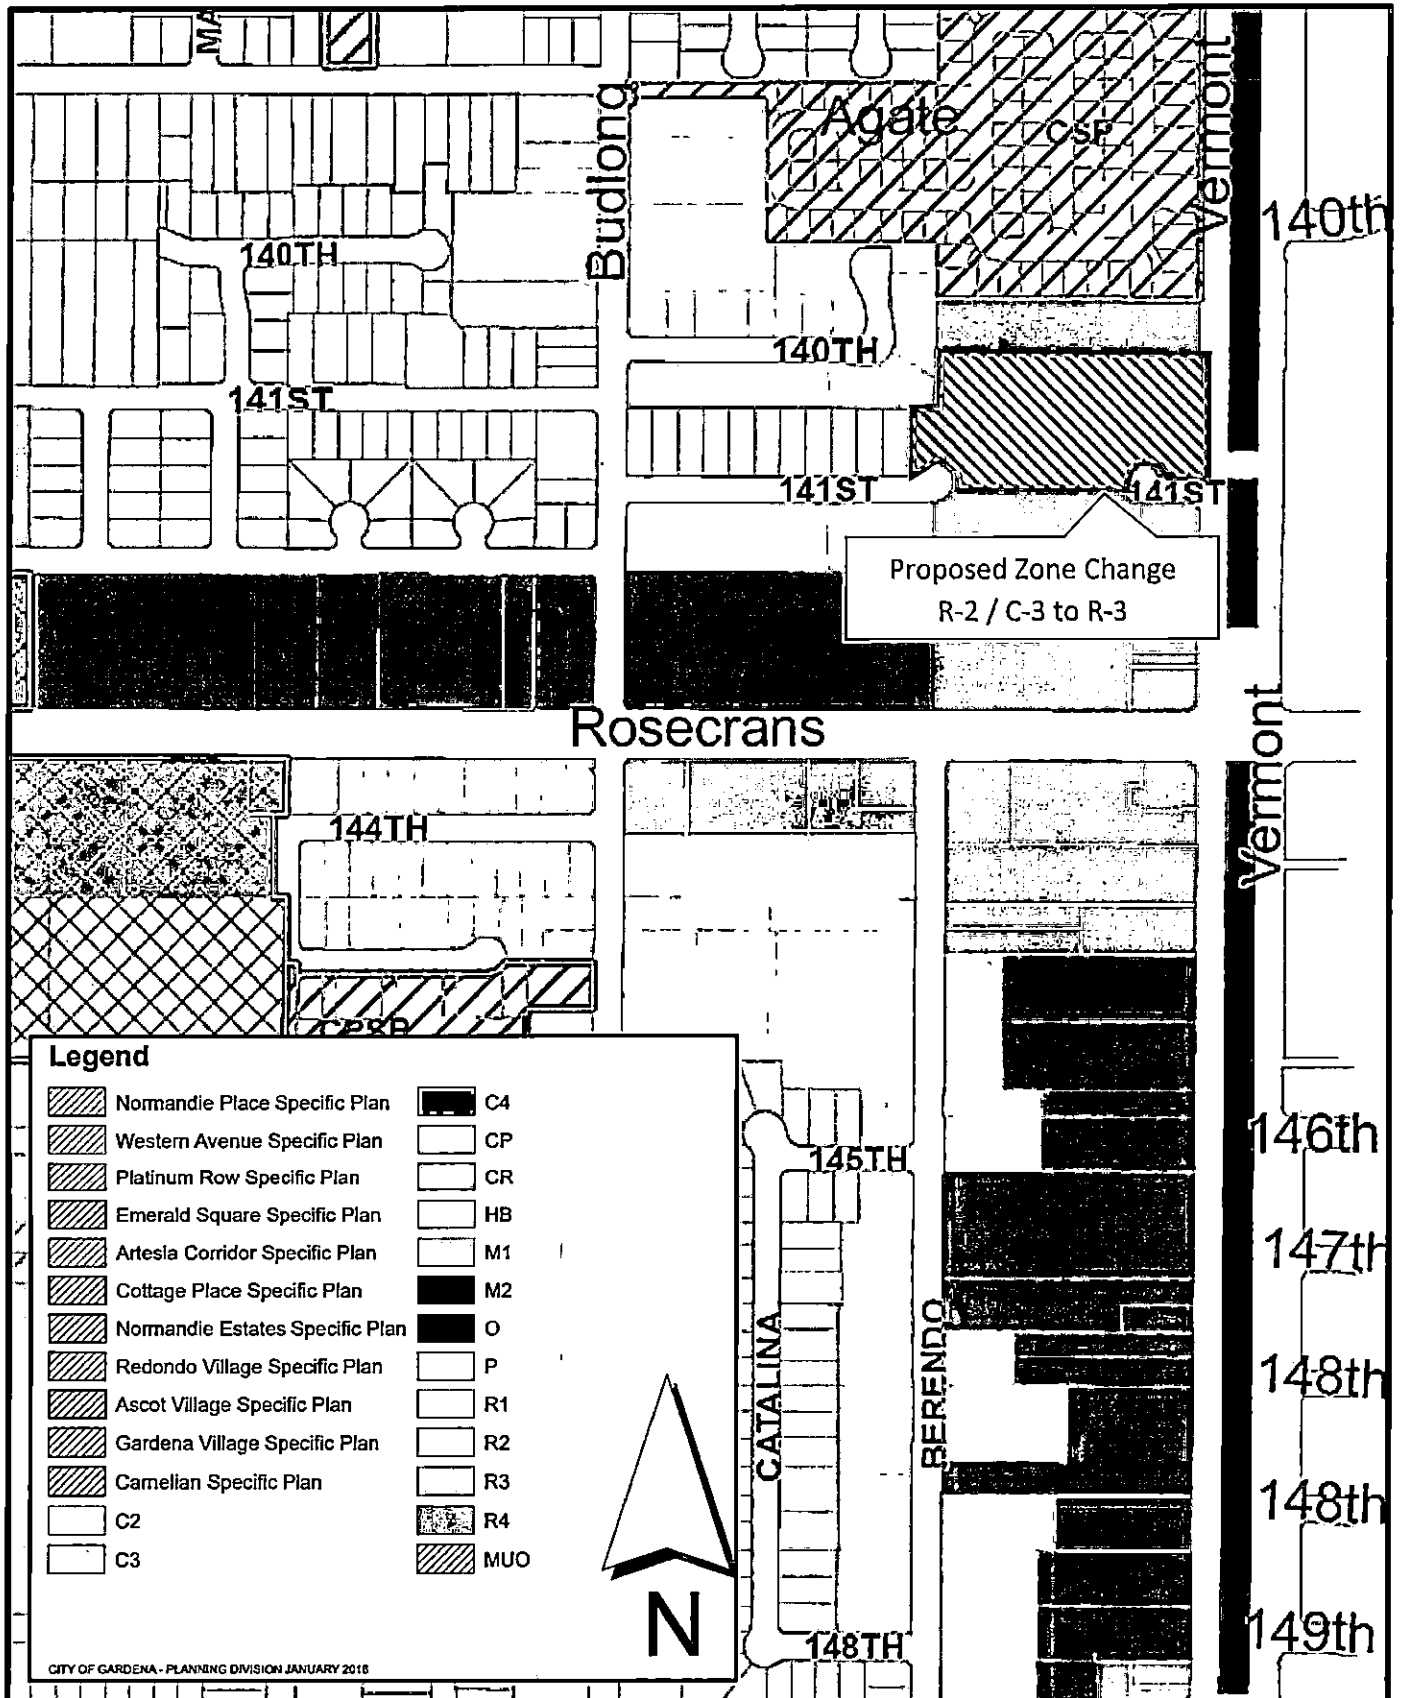 MA
Budlong
Agate
CSP
Vermont
140th
140TH
140TH
141ST
141ST
141ST
Proposed Zone Change
R-2 / C-3 to R-3
Rosecrans
Vermont
144TH
CPSP
Legend
Normandie Place Specific Plan
Western Avenue Specific Plan
Platinum Row Specific Plan
Emerald Square Specific Plan
Artesia Corridor Specific Plan
Cottage Place Specific Plan
Normandie Estates Specific Plan
Redondo Village Specific Plan
Ascot Village Specific Plan
Gardena Village Specific Plan
Carnelian Specific Plan
C2
C3
C4
CP
CR
HB
M1
M2
O
P
R1
R2
R3
R4
MUO
N
CITY OF GARDENA - PLANNING DIVISION JANUARY 2018
145TH
CATALINA
BERENDO
148TH
146th
147th
148th
148th
149th